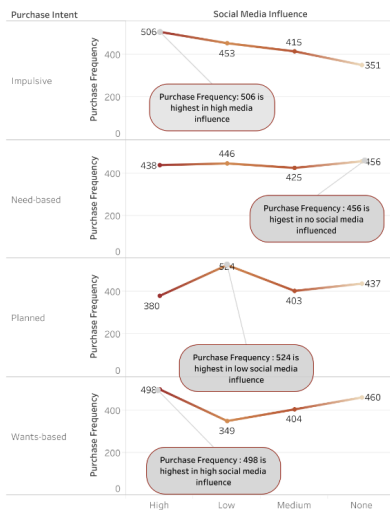 Purchase Intent
Social Media Influence
Impulsive
Purchase Frequency
400
200
0
506
453
415
351
Purchase Frequency: 506 is
highest in high media
influence
Need-based
Purchase Frequency
400
200
0
438
446
425
456
Purchase Frequency : 456 is
higest in no social media
influenced
Planned
Purchase Frequency
400
200
0
380
524
403
437
Purchase Frequency : 524 is
highest in low social media
influence
Wants-based
Purchase Frequency
400
200
0
498
349
404
460
Purchase Frequency : 498 is
highest in high social media
influence
High
Low
Medium
None